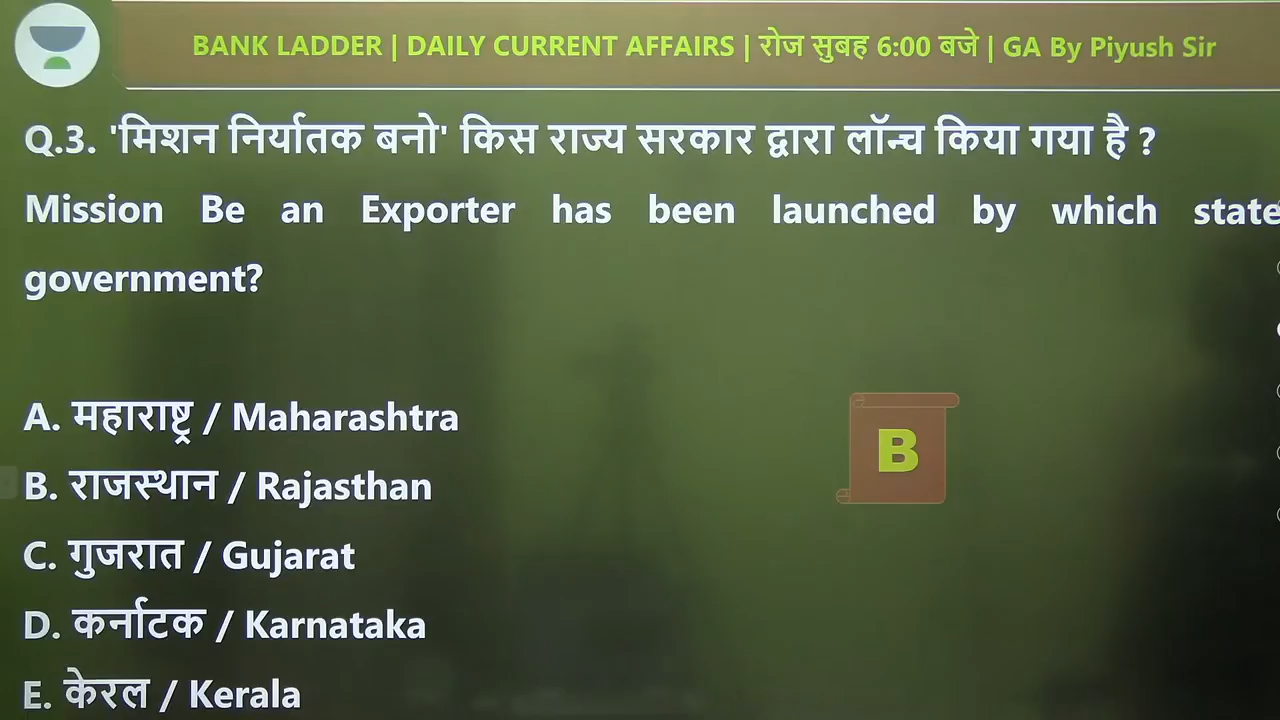 BANK LADDER | DAILY CURRENT AFFAIRS | रोज सुबह 6:00 बजे | GA By Piyush Sir
Q.3. 'मिशन निर्यातक बनो' किस राज्य सरकार द्वारा लॉन्च किया गया है ?
Mission Be an Exporter has been launched by which state
government?
A. महाराष्ट्र / Maharashtra
B
B. राजस्थान / Rajasthan
C. गुजरात / Gujarat
D. कर्नाटक / Karnataka
E. केरल / Kerala